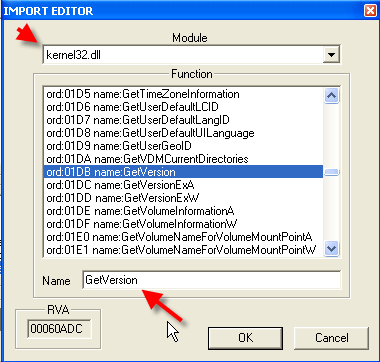 IMPORT EDITOR
Module
kernel32.dll
Function
ord:01D5 name:GetTimeZoneInformation
ord:01D6 name:GetUserDefaultLCID
ord:01D7 name:GetUserDefaultLangID
ord:01D8 name:GetUserDefaultUILanguage
ord:01D9 name:GetUserGeoID
ord:01DA name:GetVDMCurrentDirectories
ord:01DB name:GetVersion
ord:01DC name:GetVersionExA
ord:01DD name:GetVersionExW
ord:01DE name:GetVolumeInformationA
ord:01DF name:GetVolumeInformationW
ord:01E0 name:GetVolumeNameForVolumeMountPointA
ord:01E1 name:GetVolumeNameForVolumeMountPointW
Name GetVersion
RVA
00060ADC
OK Cancel